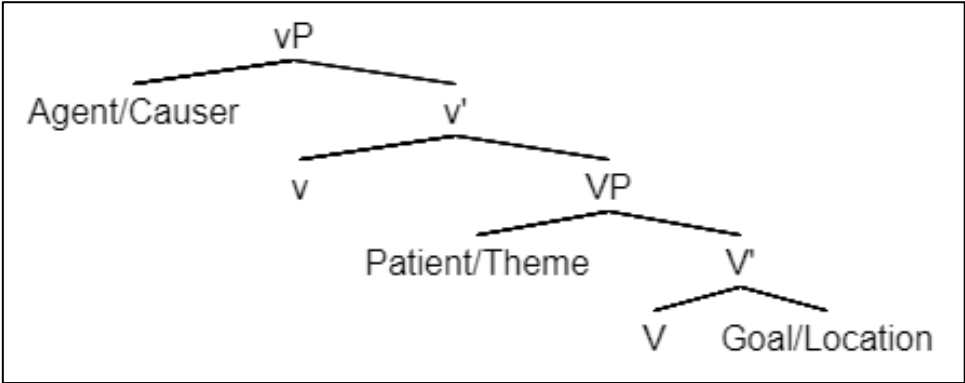 vP
Agent/Causer v'
v VP
Patient/Theme V'
V Goal/Location